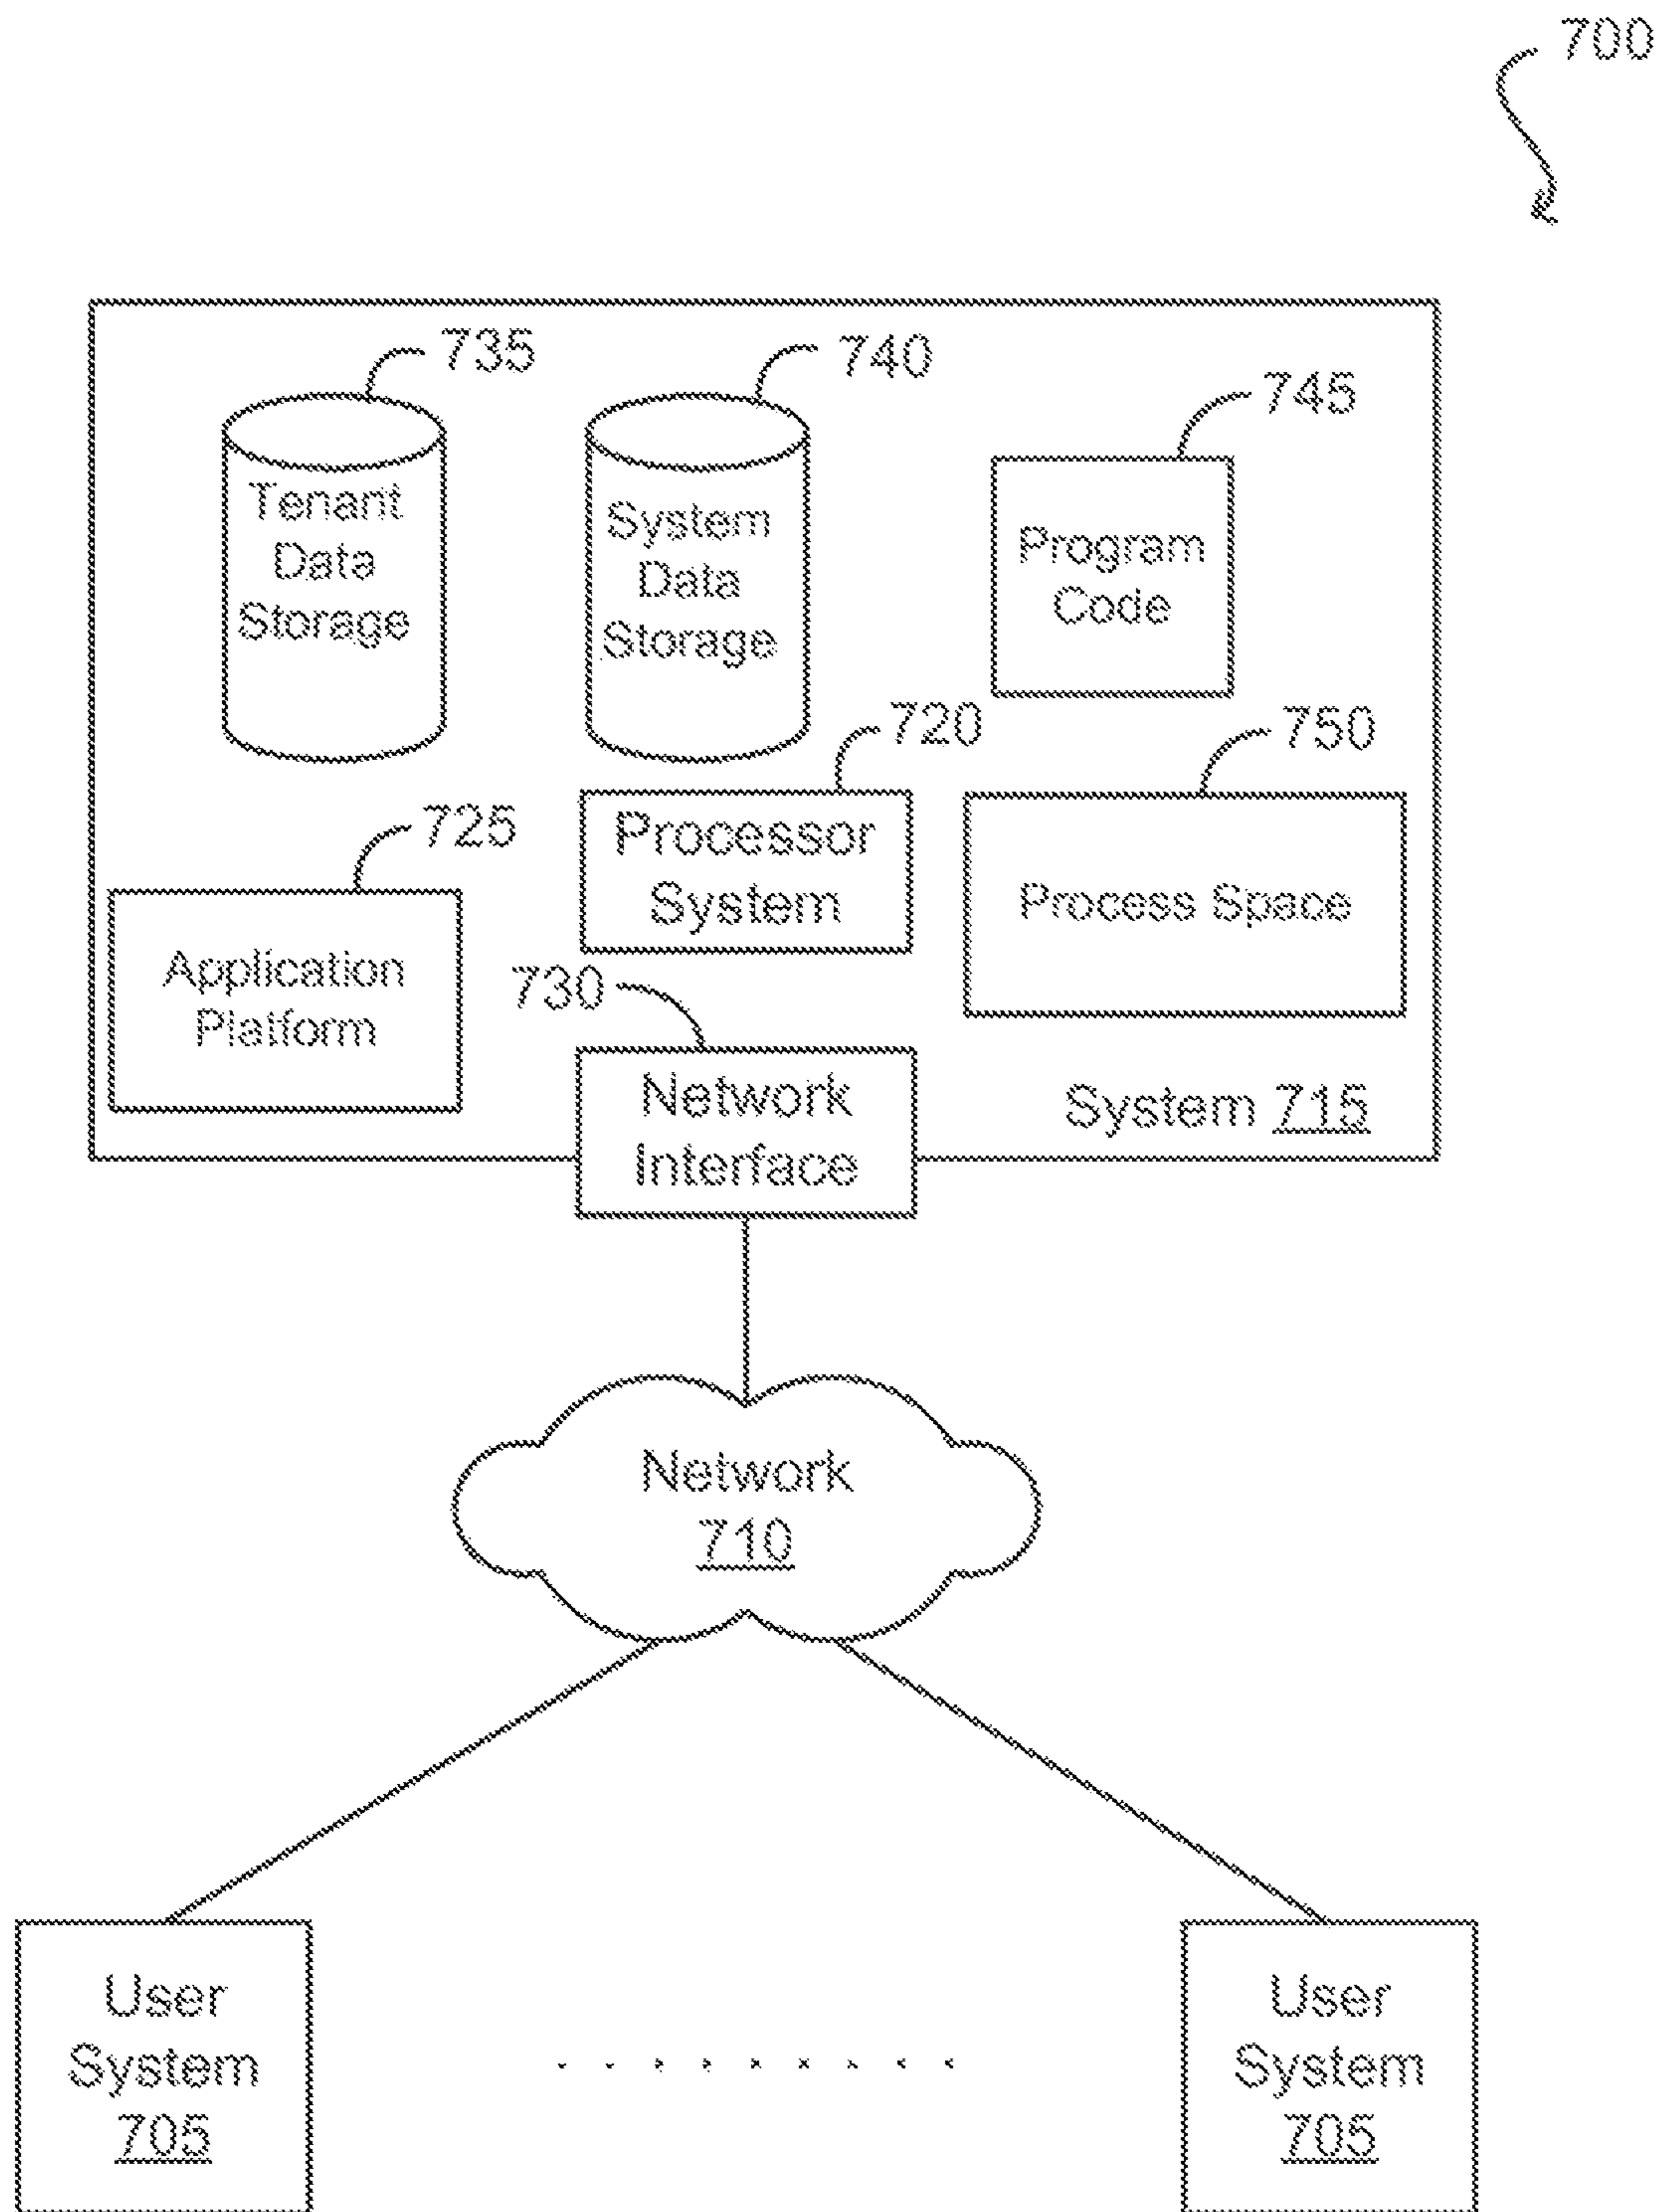 700
735
740
745
Tenant
Data
Storage
System
Data
Storage
Program
Code
720
750
725
Processor
System
Process Space
Application
Platform
730
Network
Interface
System 715
Network
710
User
System
705
User
System
705